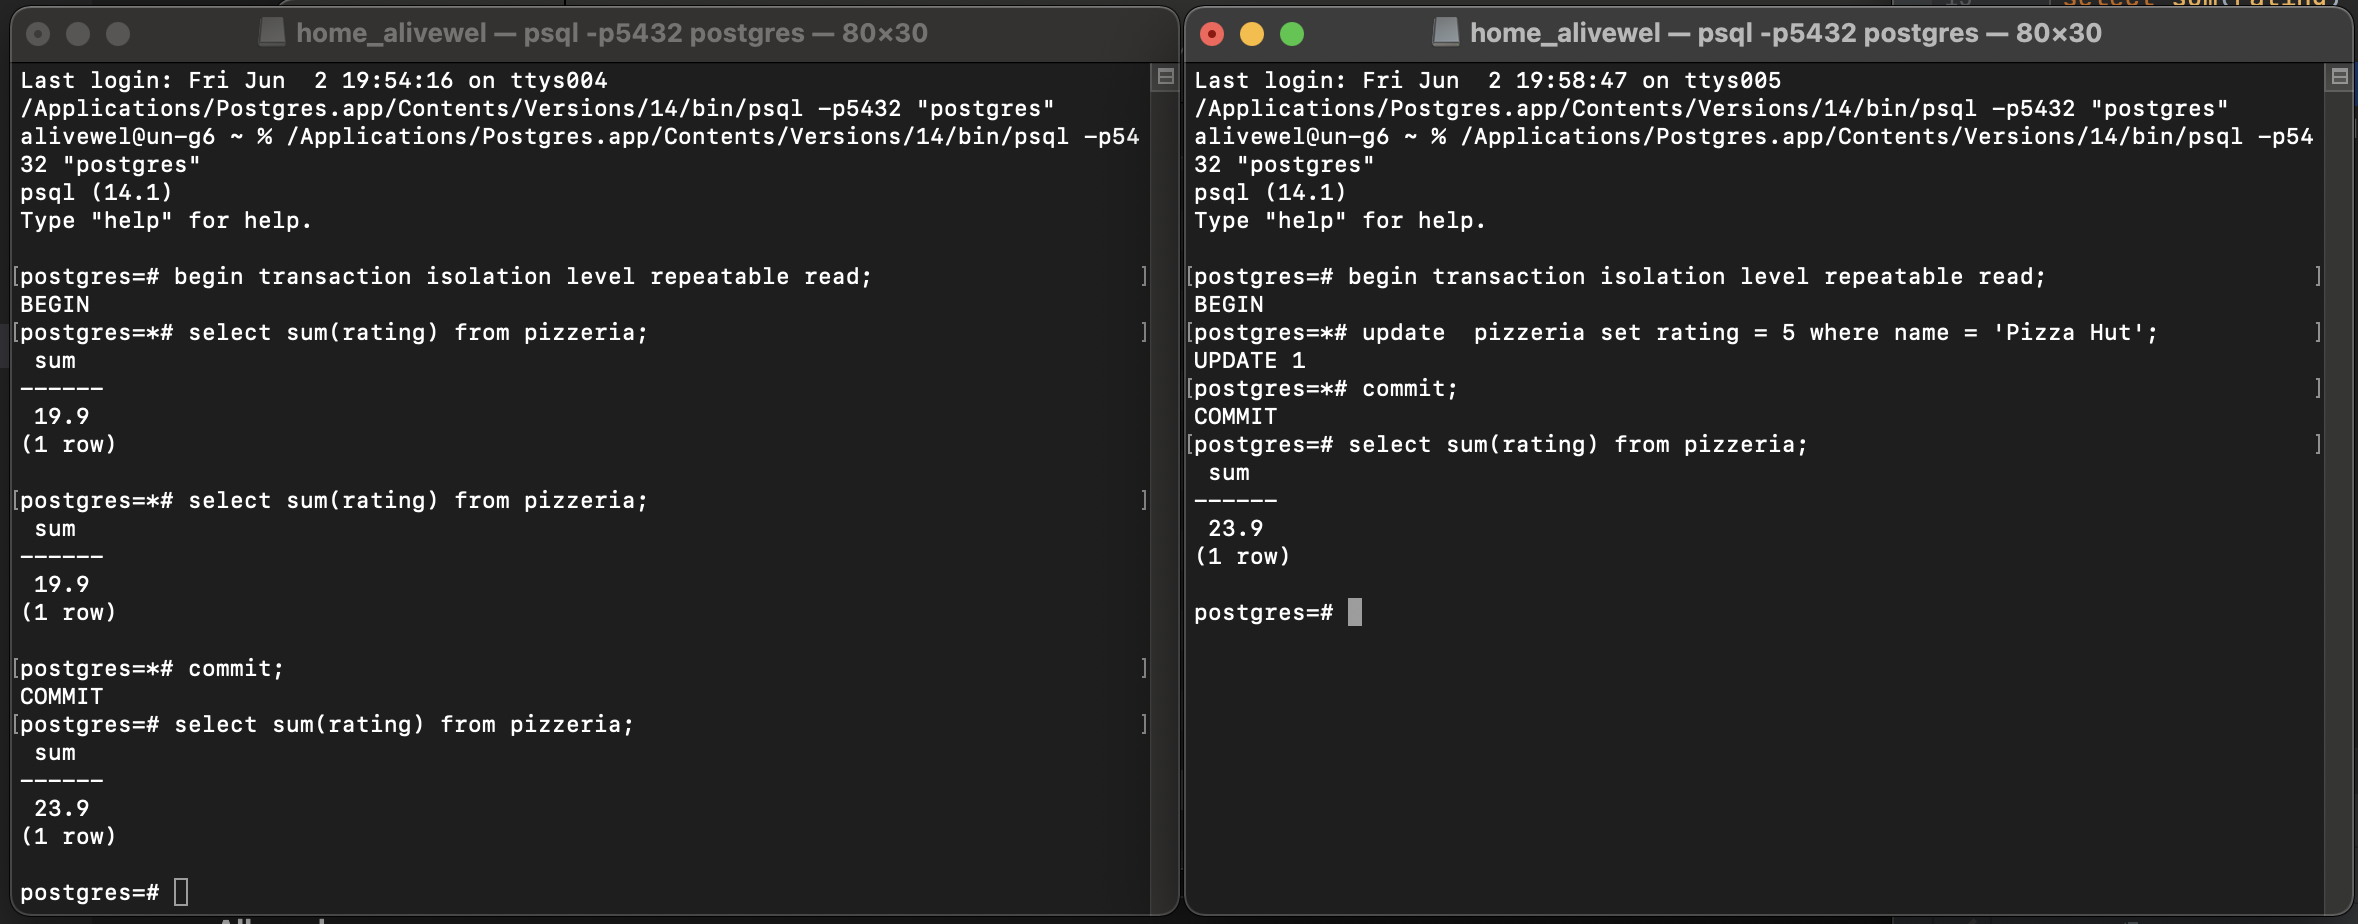 home_alivewel — psql -p5432 postgres — 80×30
Last login: Fri Jun  2 19:54:16 on ttys004
/Applications/Postgres.app/Contents/Versions/14/bin/psql -p5432 "postgres"
alivewel@un-g6 ~ % /Applications/Postgres.app/Contents/Versions/14/bin/psql -p54
32 "postgres"
psql (14.1)
Type "help" for help.
[postgres=# begin transaction isolation level repeatable read; ]
BEGIN
[postgres=*# select sum(rating) from pizzeria; ]
 sum
------
 19.9
(1 row)
[postgres=*# select sum(rating) from pizzeria; ]
 sum
------
 19.9
(1 row)
[postgres=*# commit; ]
COMMIT
[postgres=# select sum(rating) from pizzeria; ]
 sum
------
 23.9
(1 row)
postgres=#
home_alivewel — psql -p5432 postgres — 80×30
Last login: Fri Jun  2 19:58:47 on ttys005
/Applications/Postgres.app/Contents/Versions/14/bin/psql -p5432 "postgres"
alivewel@un-g6 ~ % /Applications/Postgres.app/Contents/Versions/14/bin/psql -p54
32 "postgres"
psql (14.1)
Type "help" for help.
[postgres=# begin transaction isolation level repeatable read; ]
BEGIN
[postgres=*# update  pizzeria set rating = 5 where name = 'Pizza Hut'; ]
UPDATE 1
[postgres=*# commit; ]
COMMIT
[postgres=# select sum(rating) from pizzeria; ]
 sum
------
 23.9
(1 row)
postgres=#